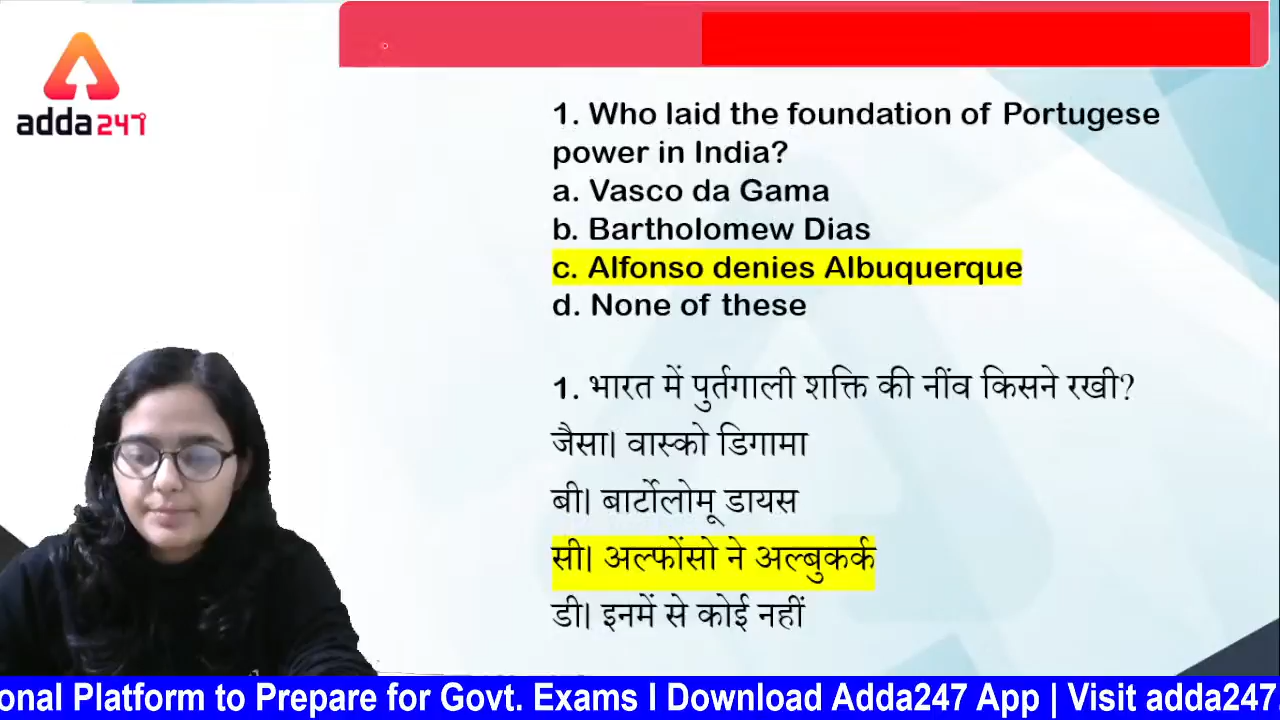 adda247
1. Who laid the foundation of Portugese
power in India?
a. Vasco da Gama
b. Bartholomew Dias
c. Alfonso denies Albuquerque
d. None of these
1. भारत में पुर्तगाली शक्ति की नींव किसने रखी?
जैसा। वास्को डिगामा
बी। बार्टोलोमू डायस
सी। अल्फोंसो ने अल्बुकर्क
डी। इनमें से कोई नहीं
onal Platform to Prepare for Govt. Exams I Download Adda247 App | Visit adda247.